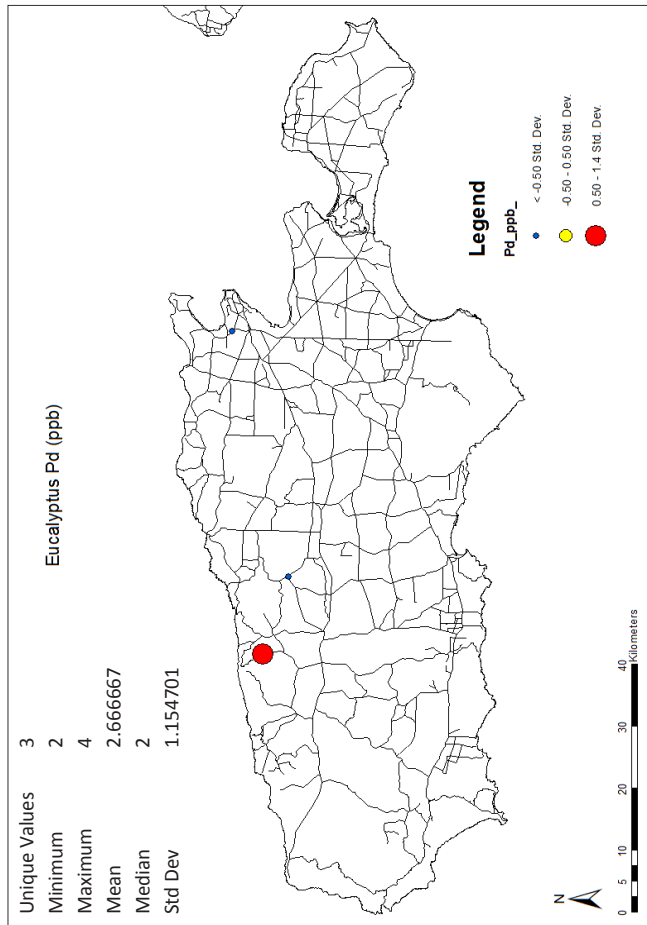 Unique Values 3
Minimum 2
Maximum 4
Mean 2.666667
Median 2
Std Dev 1.154701
Eucalyptus Pd (ppb)
Legend
Pd_ppb_
< -0.50 Std. Dev.
-0.50 - 0.50 Std. Dev.
0.50 - 1.4 Std. Dev.
N
0 5 10 20 30 40
Kilometers